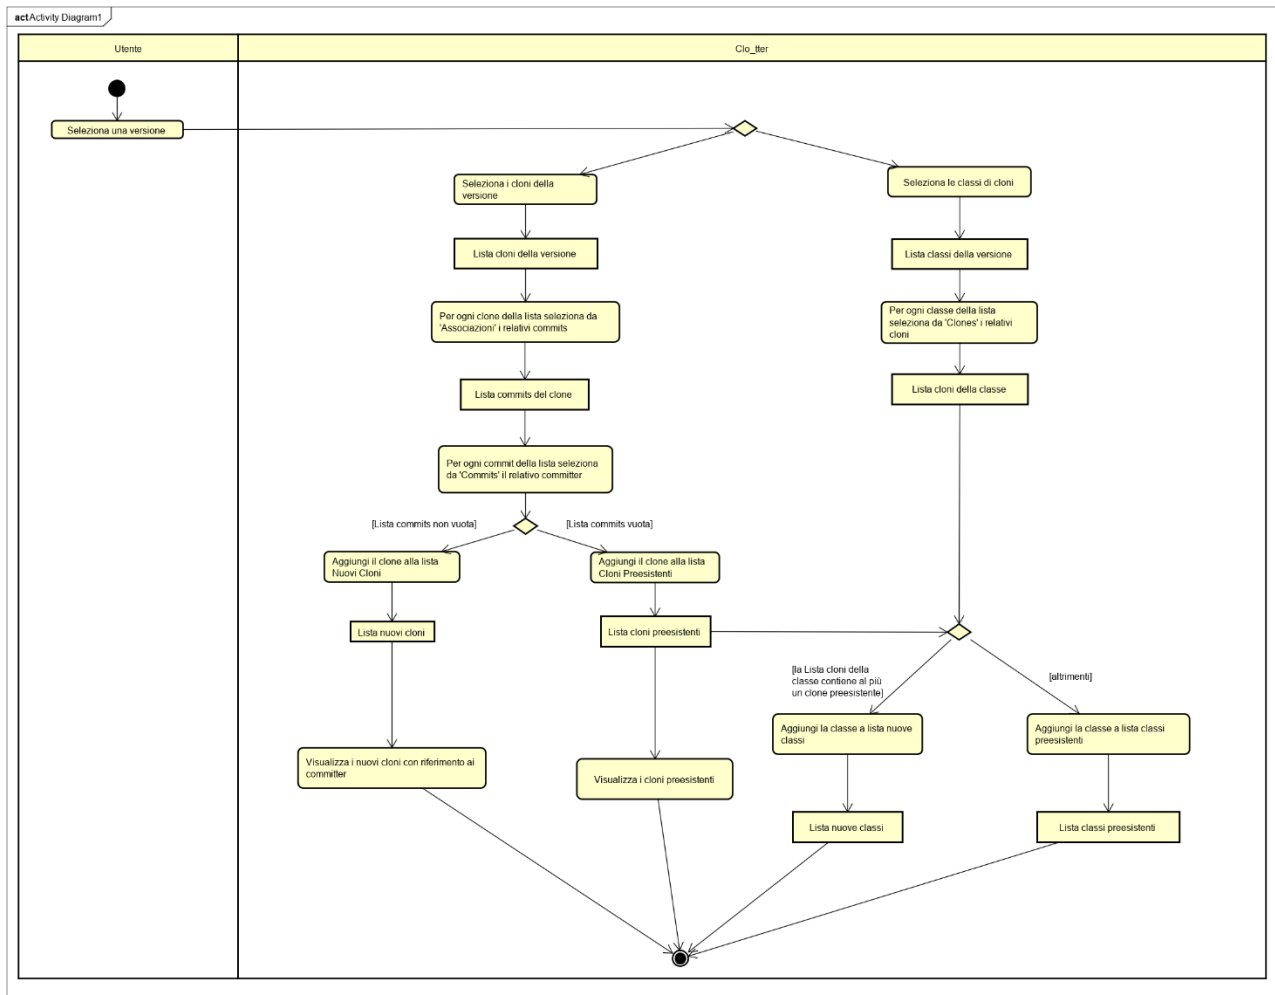 act Activity Diagram1
Utente
Clo_tter
Seleziona una versione
Seleziona i cloni della
versione
Seleziona le classi di cloni
Lista cloni della versione
Lista classi della versione
Per ogni clone della lista seleziona da
'Associazioni' i relativi commits
Per ogni classe della lista
seleziona da 'Clones' i relativi
cloni
Lista commits del clone
Lista cloni della classe
Per ogni commit della lista seleziona
da 'Commits' il relativo committer
[Lista commits non vuota]
[Lista commits vuota]
Aggiungi il clone alla lista
Nuovi Cloni
Aggiungi il clone alla lista
Cloni Preesistenti
Lista nuovi cloni
Lista cloni preesistenti
[la Lista cloni della
classe contiene al più
un clone preesistente]
[altrimenti]
Aggiungi la classe a lista nuove
classi
Aggiungi la classe a lista classi
preesistenti
Visualizza i nuovi cloni con riferimento ai
committer
Visualizza i cloni preesistenti
Lista nuove classi
Lista classi preesistenti